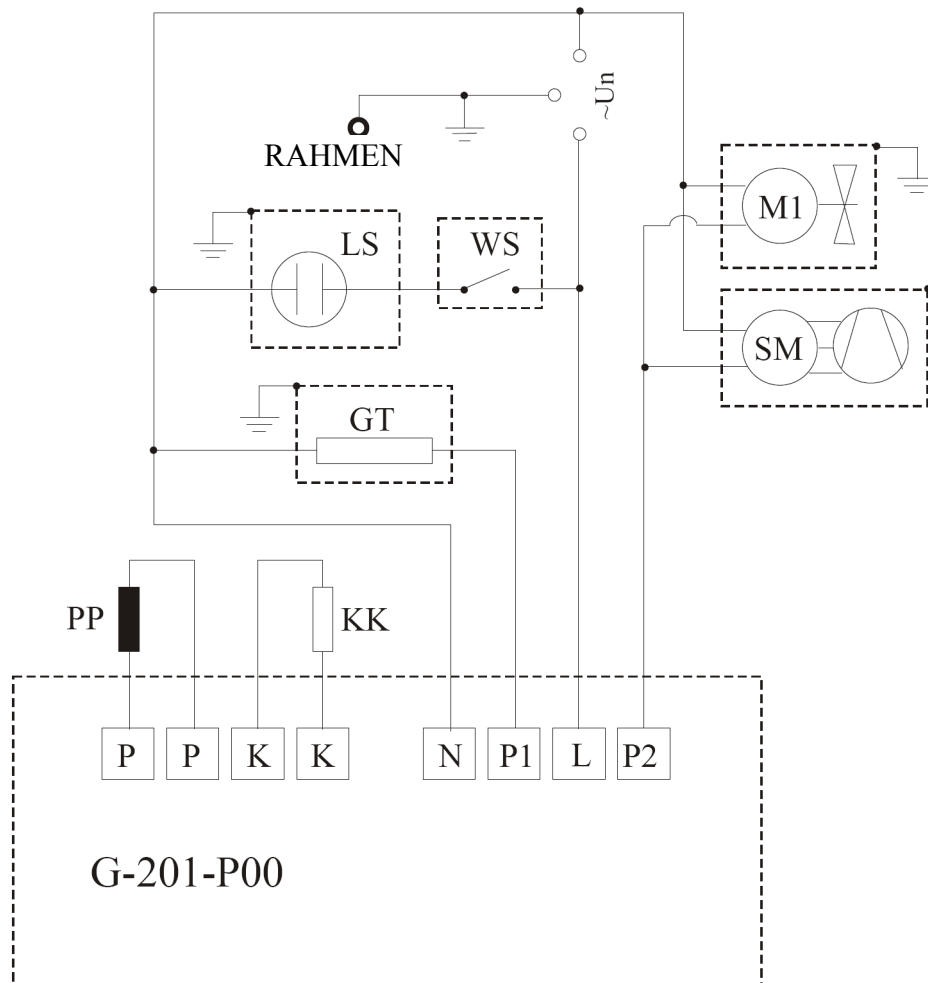 ~Un
RAHMEN
M1
LS
WS
SM
GT
PP
KK
P P K K N P1 L P2
G-201-P00